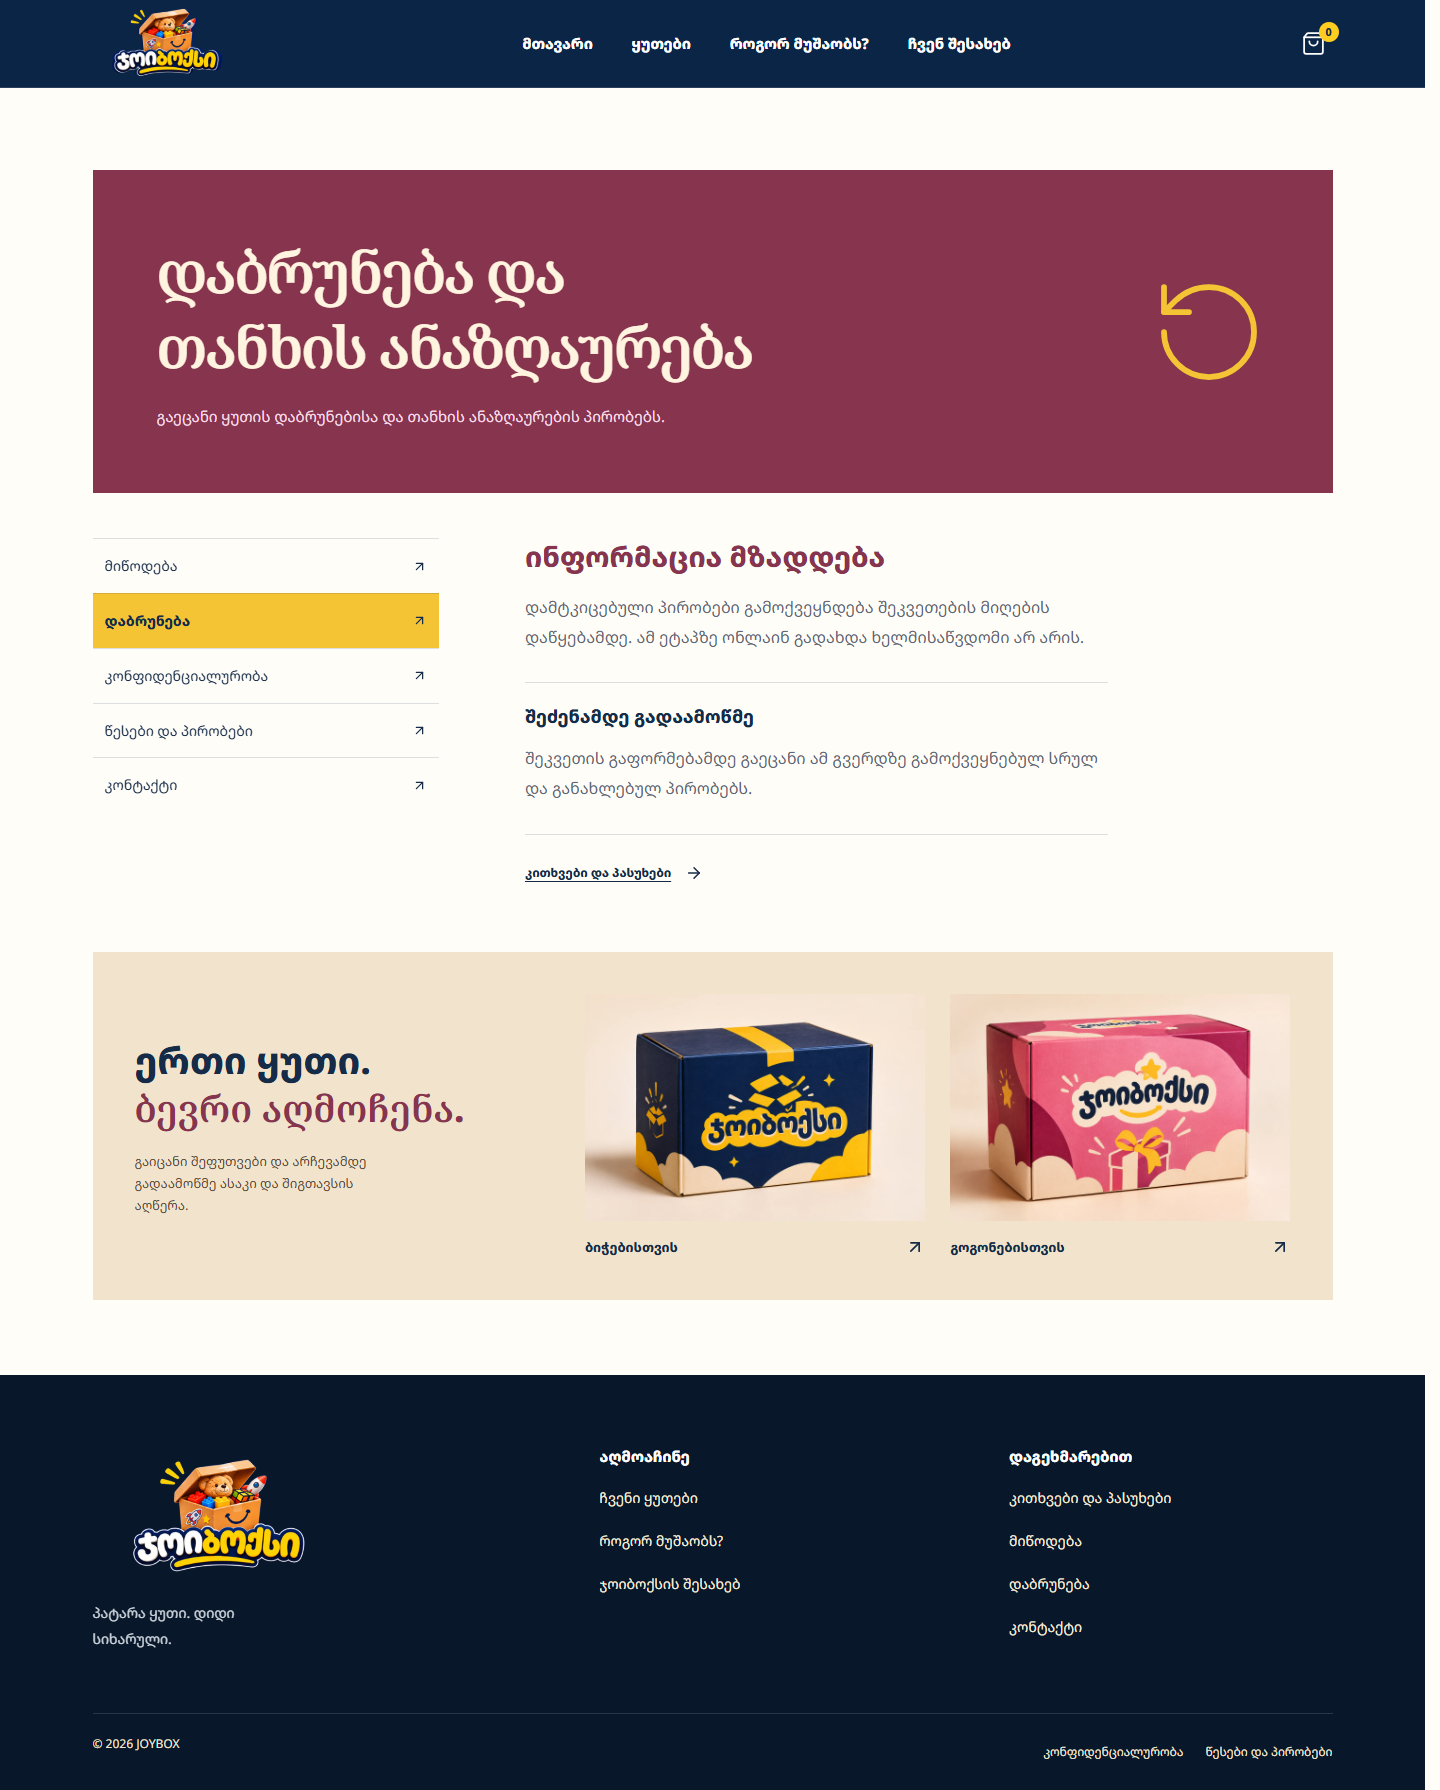 ჯოიბოქსი
მთავარი
ყუთები
როგორ მუშაობს?
ჩვენ შესახებ
0
დაბრუნება და
თანხის ანაზღაურება
გაეცანი ყუთის დაბრუნებისა და თანხის ანაზღაურების პირობებს.
მიწოდება
დაბრუნება
კონფიდენციალურობა
წესები და პირობები
კონტაქტი
ინფორმაცია მზადდება
დამტკიცებული პირობები გამოქვეყნდება შეკვეთების მიღების
დაწყებამდე. ამ ეტაპზე ონლაინ გადახდა ხელმისაწვდომი არ არის.
შეძენამდე გადაამოწმე
შეკვეთის გაფორმებამდე გაეცანი ამ გვერდზე გამოქვეყნებულ სრულ
და განახლებულ პირობებს.
კითხვები და პასუხები
ერთი ყუთი.
ბევრი აღმოჩენა.
გაიცანი შეფუთვები და არჩევამდე
გადაამოწმე ასაკი და შიგთავსის
აღწერა.
ჯოიბოქსი
ჯოიბოქსი
ჯოიბოქსი
ბიჭებისთვის
გოგონებისთვის
ჯოიბოქსი
პატარა ყუთი. დიდი
სიხარული.
აღმოაჩინე
ჩვენი ყუთები
როგორ მუშაობს?
ჯოიბოქსის შესახებ
დაგეხმარებით
კითხვები და პასუხები
მიწოდება
დაბრუნება
კონტაქტი
© 2026 JOYBOX
კონფიდენციალურობა
წესები და პირობები